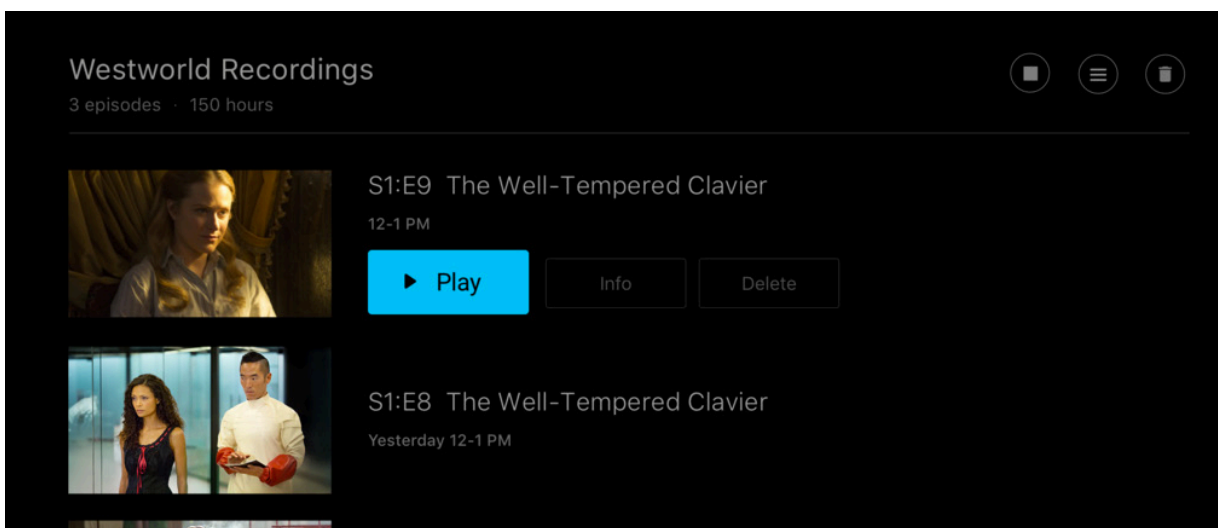 Westworld Recordings
3 episodes · 150 hours
S1:E9 The Well-Tempered Clavier
12-1 PM
Play Info Delete
S1:E8 The Well-Tempered Clavier
Yesterday 12-1 PM